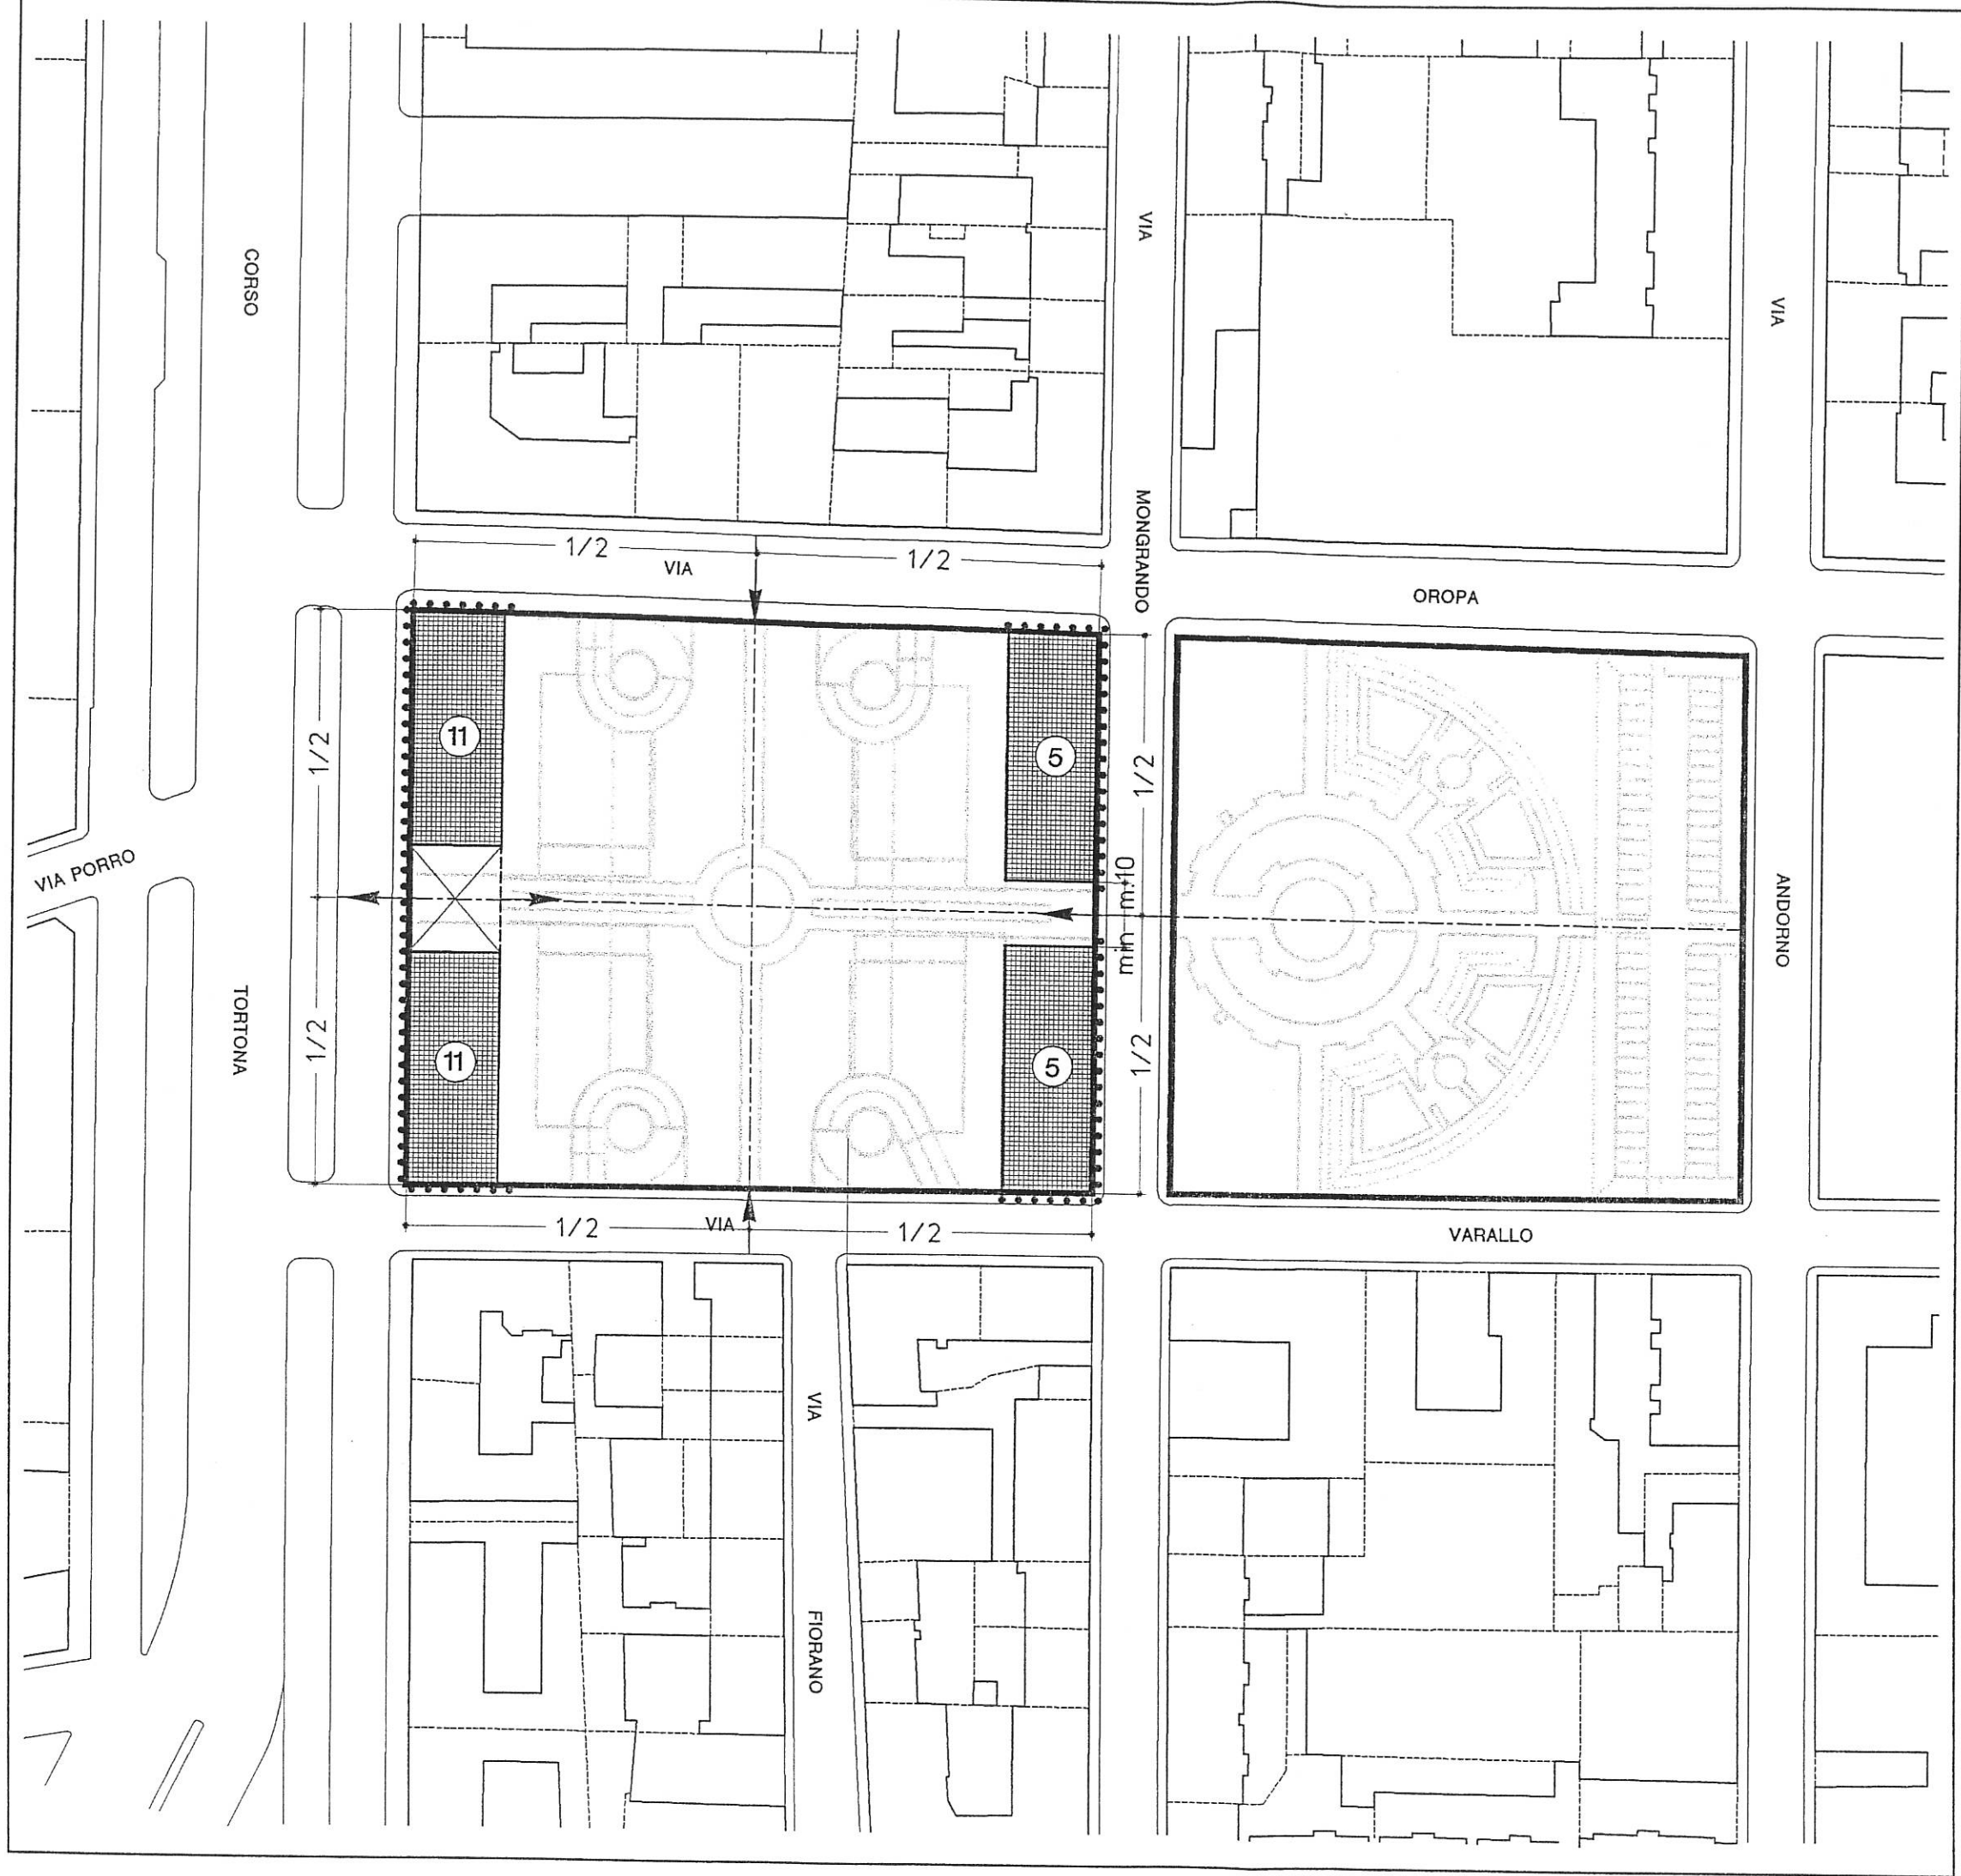 VIA
VIA
CORSO
MONGRANDO
1/2
1/2
VIA
OROPA
11
5
1/2
1/2
VIA PORRO
min m.10
ANDORNO
TORTONA
1/2
1/2
11
5
1/2
VIA
1/2
VARALLO
VIA
FIORANO